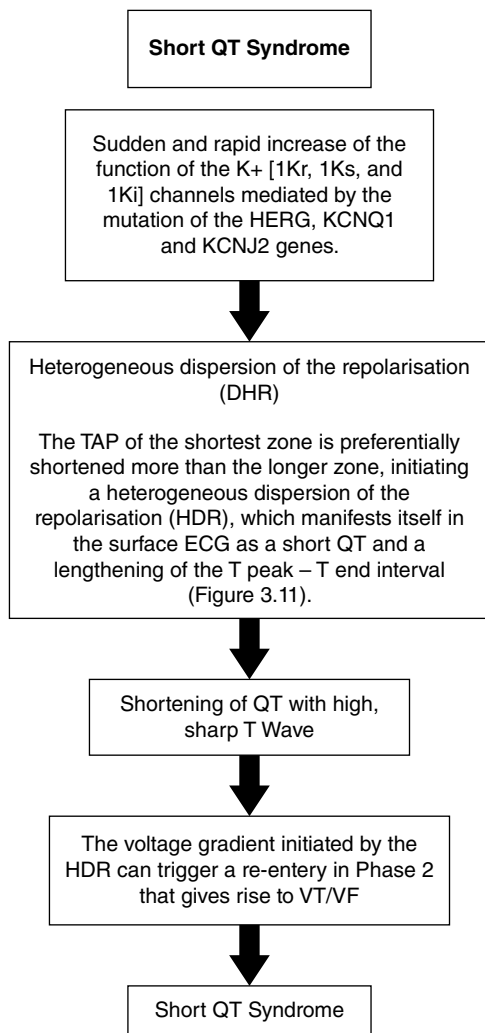 Short QT Syndrome
Sudden and rapid increase of the
function of the K+ [1Kr, 1Ks, and
1Ki] channels mediated by the
mutation of the HERG, KCNQ1
and KCNJ2 genes.
Heterogeneous dispersion of the repolarisation
(DHR)
The TAP of the shortest zone is preferentially
shortened more than the longer zone, initiating
a heterogeneous dispersion of the
repolarisation (HDR), which manifests itself in
the surface ECG as a short QT and a
lengthening of the T peak – T end interval
(Figure 3.11).
Shortening of QT with high,
sharp T Wave
The voltage gradient initiated by the
HDR can trigger a re-entery in Phase 2
that gives rise to VT/VF
Short QT Syndrome